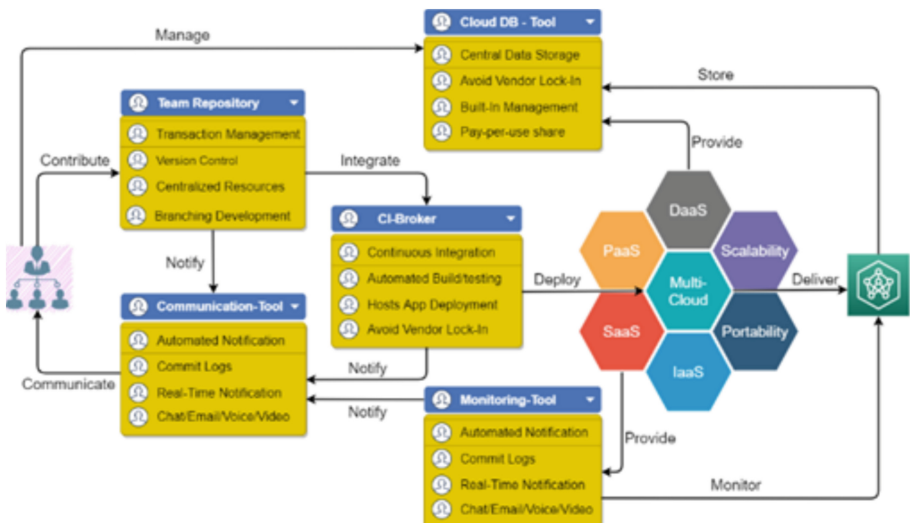 Manage
Cloud DB - Tool
Central Data Storage
Avoid Vendor Lock-In
Built-In Management
Pay-per-use share
Store
Provide
Team Repository
Transaction Management
Version Control
Centralized Resources
Branching Development
Contribute
Integrate
CI-Broker
Continuous Integration
Automated Build/testing
Hosts App Deployment
Avoid Vendor Lock-In
Notify
Deploy
DaaS
PaaS
Scalability
Multi-
Cloud
SaaS
Portability
IaaS
Deliver
Communication-Tool
Automated Notification
Commit Logs
Real-Time Notification
Chat/Email/Voice/Video
Communicate
Notify
Notify
Monitoring-Tool
Automated Notification
Commit Logs
Real-Time Notification
Chat/Email/Voice/Video
Provide
Monitor